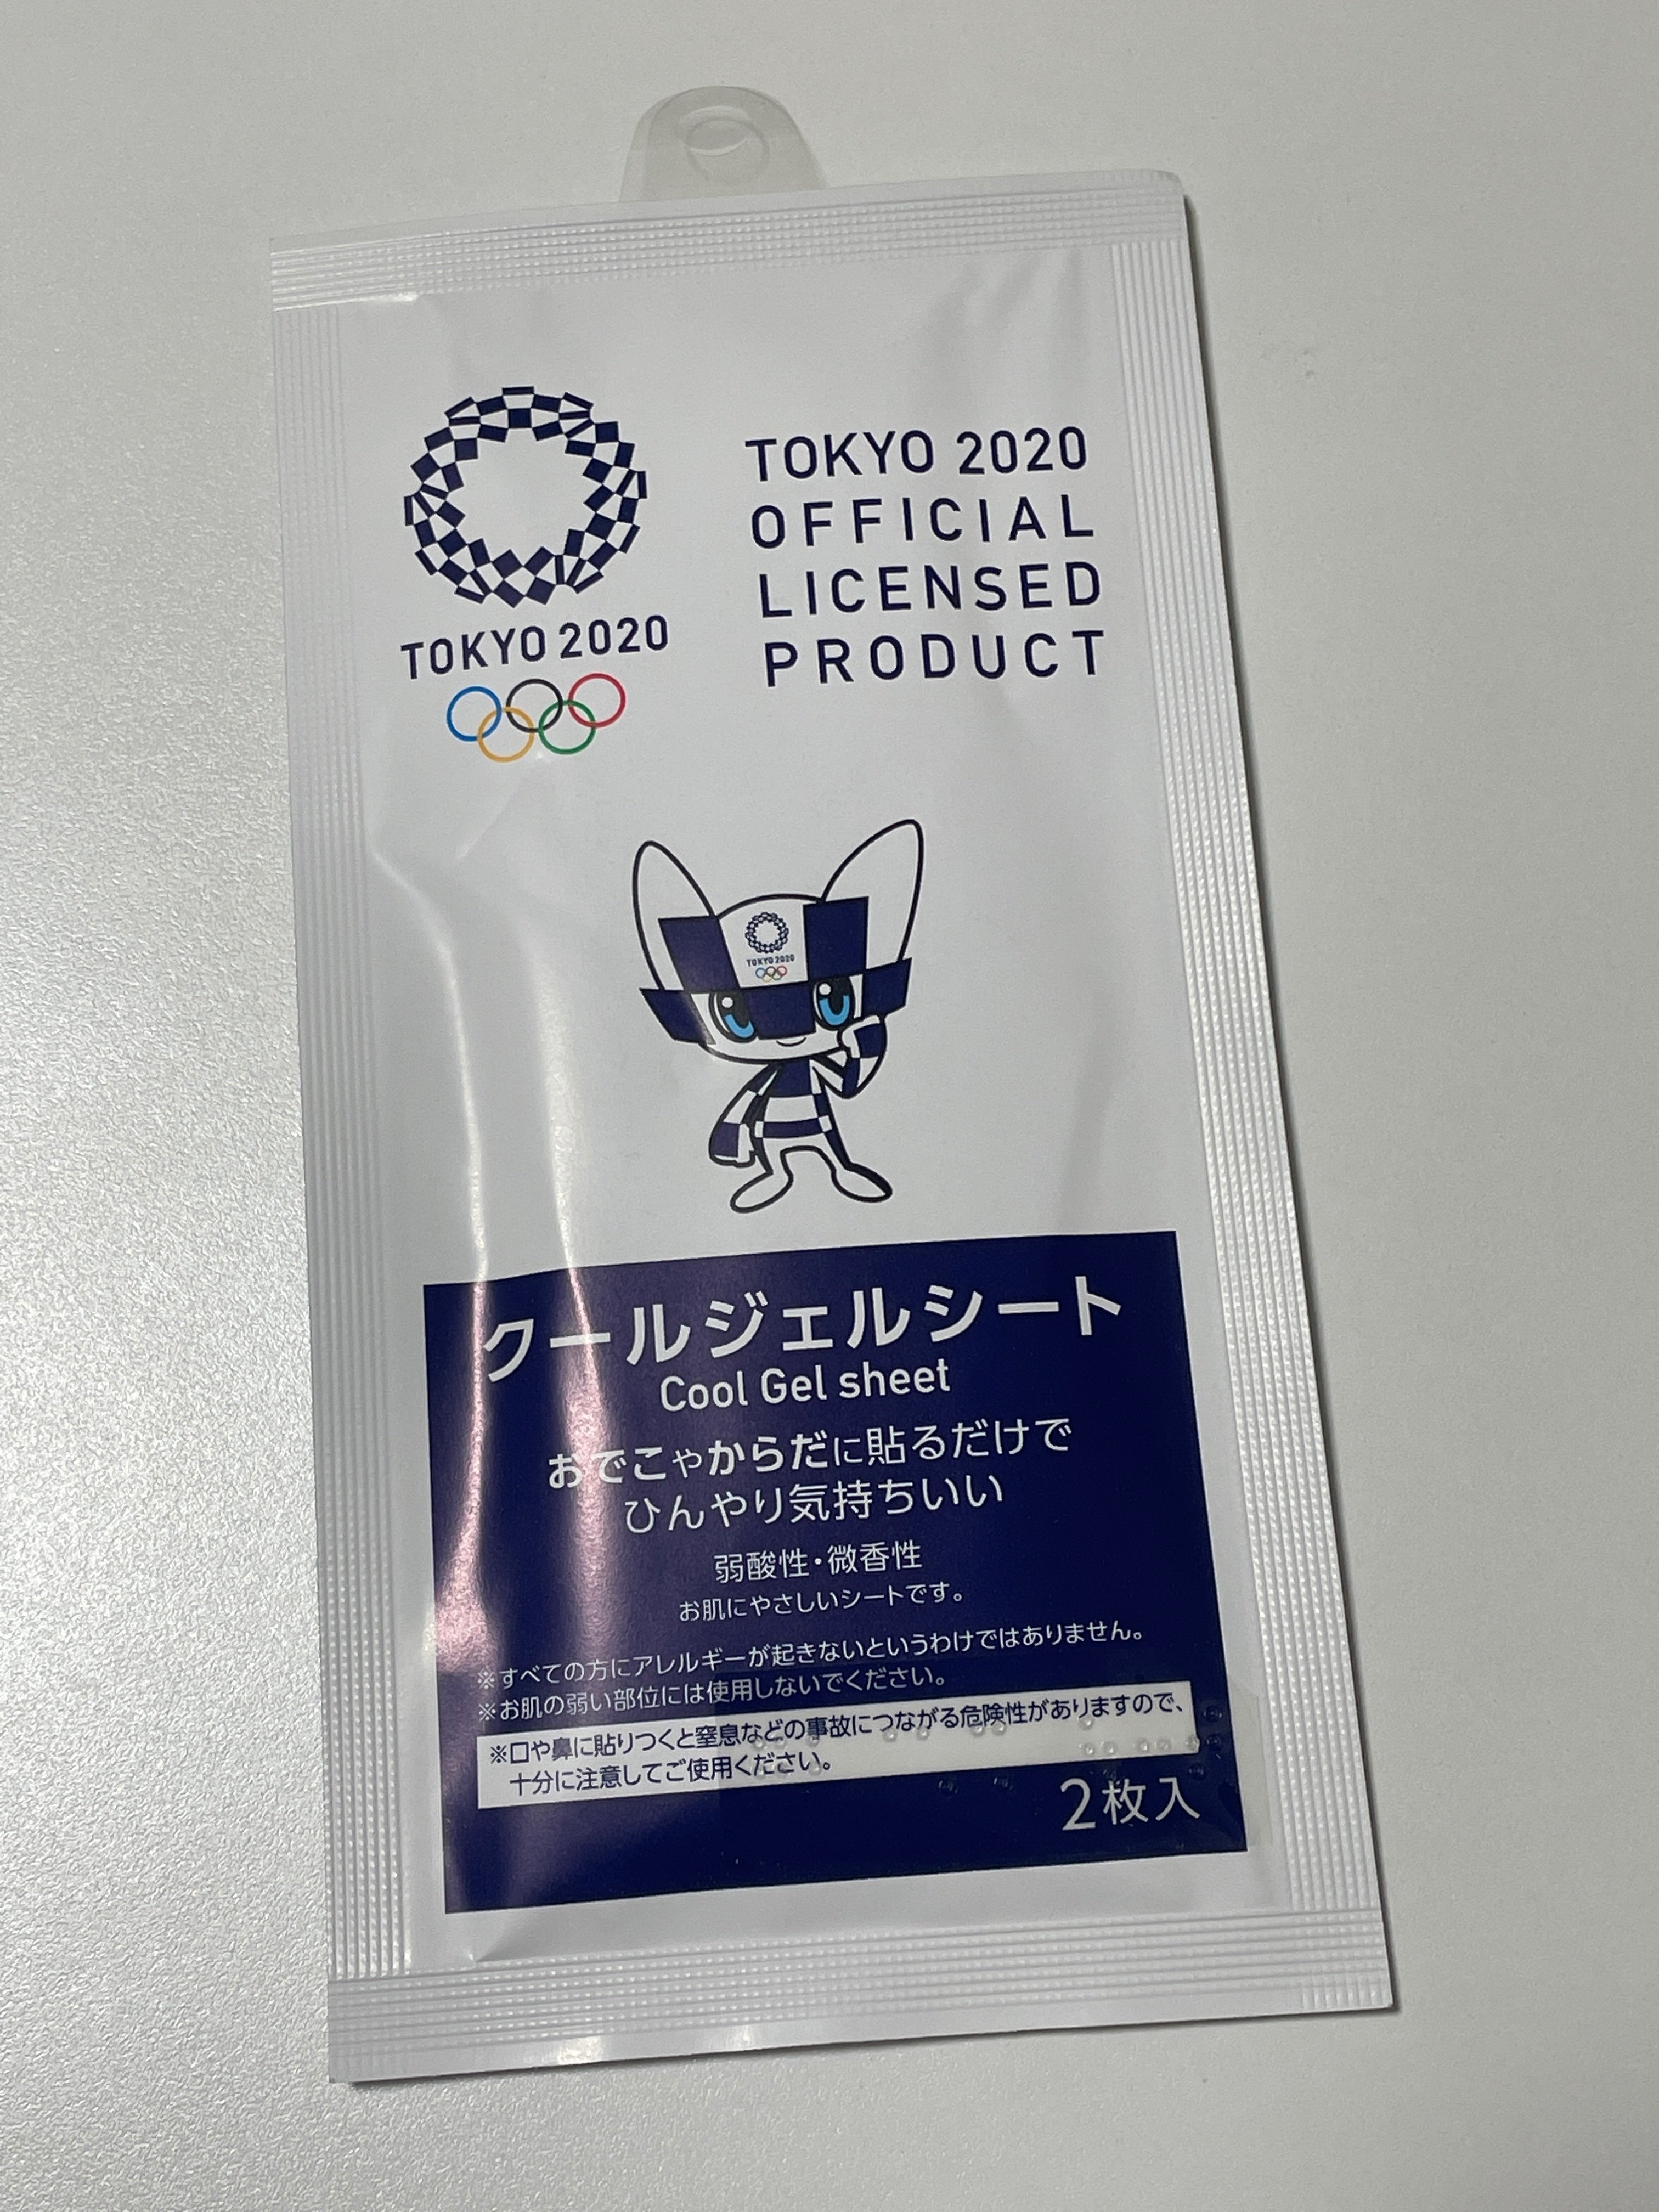 TOKYO 2020
TOKYO 2020
OFFICIAL
LICENSED
PRODUCT
TOKYO 2020
クールジェルシート
Cool Gel sheet
おでこやからだに貼るだけで
ひんやり気持ちいい
弱酸性・微香性
お肌にやさしいシートです。
※すべての方にアレルギーが起きないというわけではありません。
※お肌の弱い部位には使用しないでください。
※口や鼻に貼りつくと窒息などの事故につながる危険性がありますので、
十分に注意してご使用ください。
2枚入